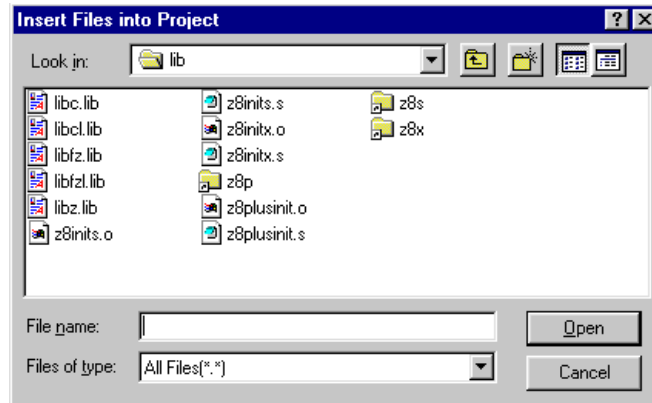 Insert Files into Project
Look in: lib
libc.lib
libcl.lib
libfz.lib
libfzl.lib
libz.lib
z8inits.o
z8inits.s
z8initx.o
z8initx.s
z8p
z8plusinit.o
z8plusinit.s
z8s
z8x
File name:
Open
Files of type: All Files(*.*)
Cancel